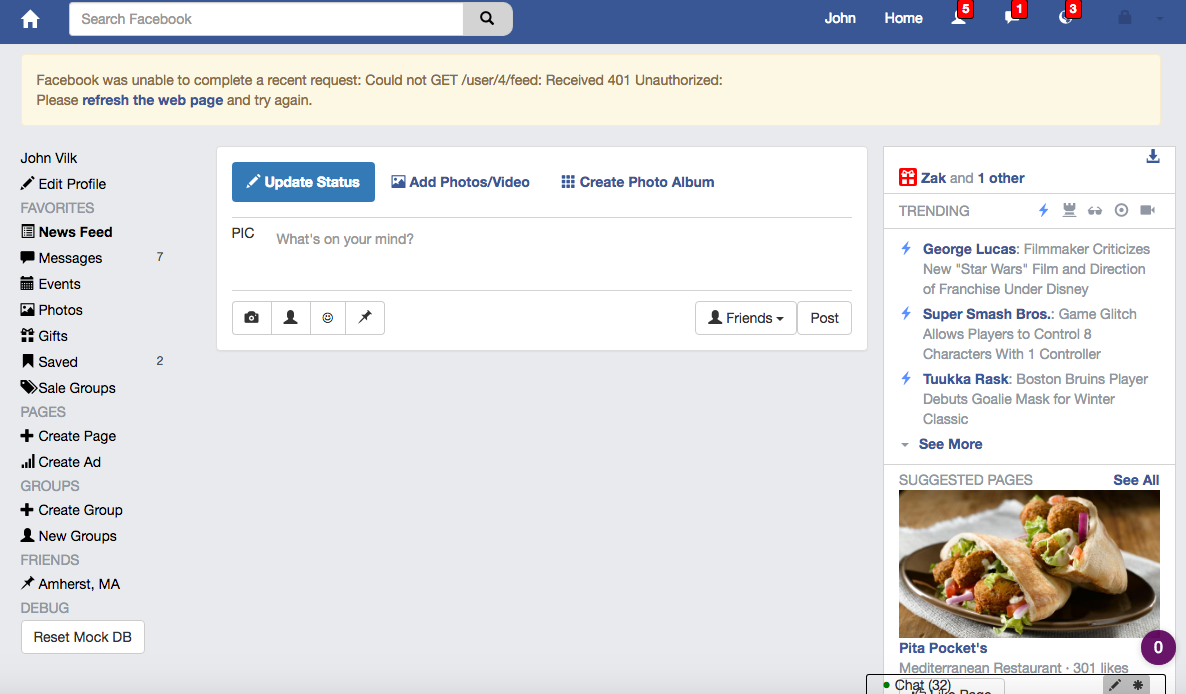 Search Facebook
John Home 5 1 3
Facebook was unable to complete a recent request: Could not GET /user/4/feed: Received 401 Unauthorized:
Please refresh the web page and try again.
John Vilk
Edit Profile
FAVORITES
News Feed
Messages 7
Events
Photos
Gifts
Saved 2
Sale Groups
PAGES
Create Page
Create Ad
GROUPS
Create Group
New Groups
FRIENDS
Amherst, MA
DEBUG
Reset Mock DB
Update Status Add Photos/Video Create Photo Album
PIC What's on your mind?
Friends Post
Zak and 1 other
TRENDING
George Lucas: Filmmaker Criticizes
New "Star Wars" Film and Direction
of Franchise Under Disney
Super Smash Bros.: Game Glitch
Allows Players to Control 8
Characters With 1 Controller
Tuukka Rask: Boston Bruins Player
Debuts Goalie Mask for Winter
Classic
See More
SUGGESTED PAGES See All
Pita Pocket's
0
Mediterranean Restaurant · 301 likes
Chat (32)
Like Page